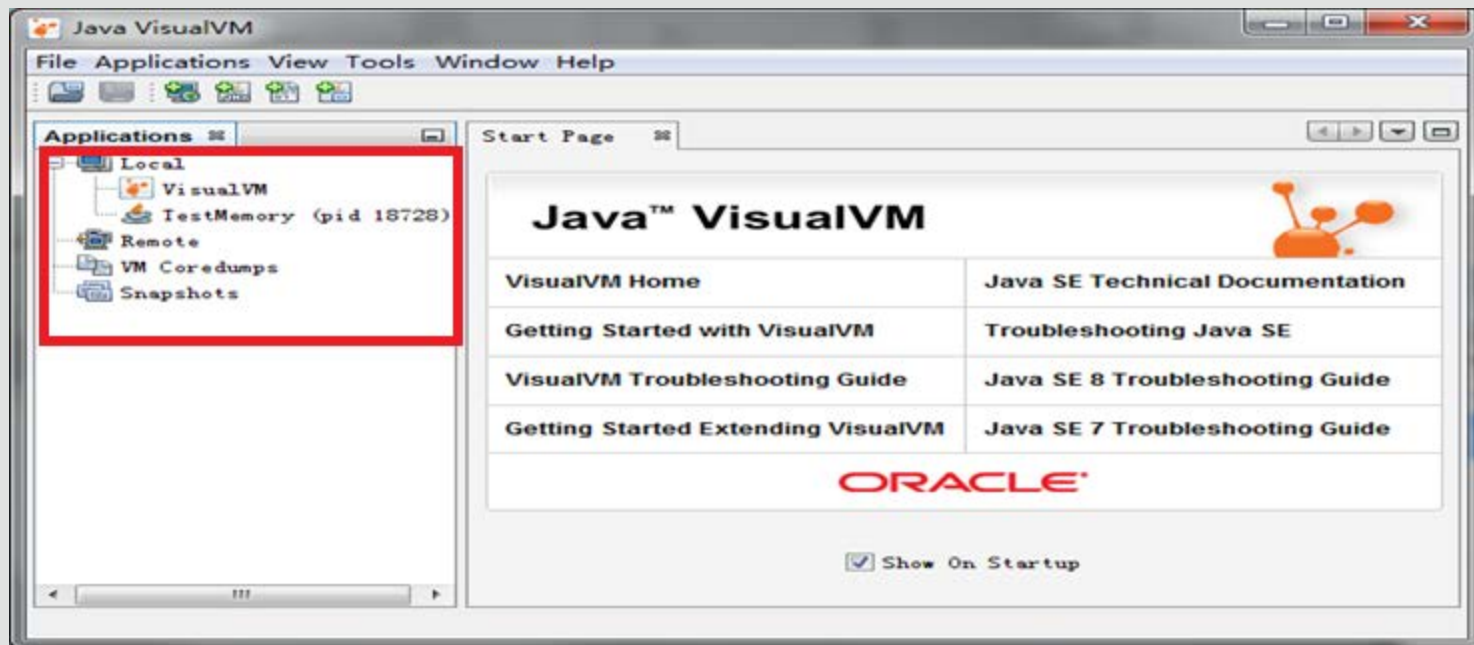 Java VisualVM
File Applications View Tools Window Help
Applications
Local
VisualVM
TestMemory (pid 18728)
Remote
VM Coredumps
Snapshots
Start Page
Java™ VisualVM
VisualVM Home
Java SE Technical Documentation
Getting Started with VisualVM
Troubleshooting Java SE
VisualVM Troubleshooting Guide
Java SE 8 Troubleshooting Guide
Getting Started Extending VisualVM
Java SE 7 Troubleshooting Guide
ORACLE
Show On Startup